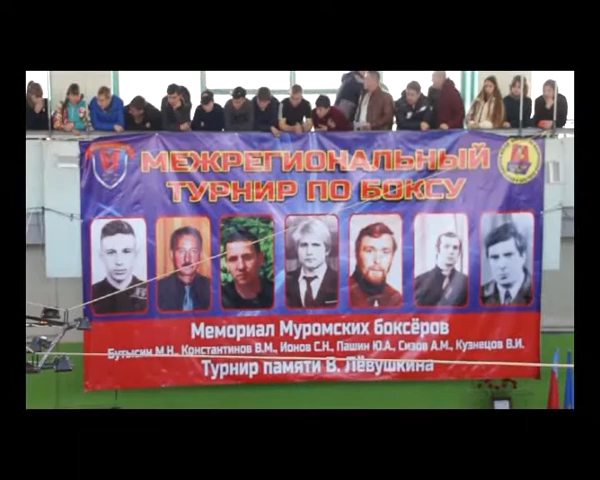 МЕЖРЕГИОНАЛЬНЫЙ
ТУРНИР ПО БОКСУ
Мемориал Муромских боксёров
Бутысин М.Н., Константинов В.М., Ионов С.Н., Пашин Ю.А., Сизов А.М., Кузнецов В.И.
Турнир памяти В. Лёвушкина